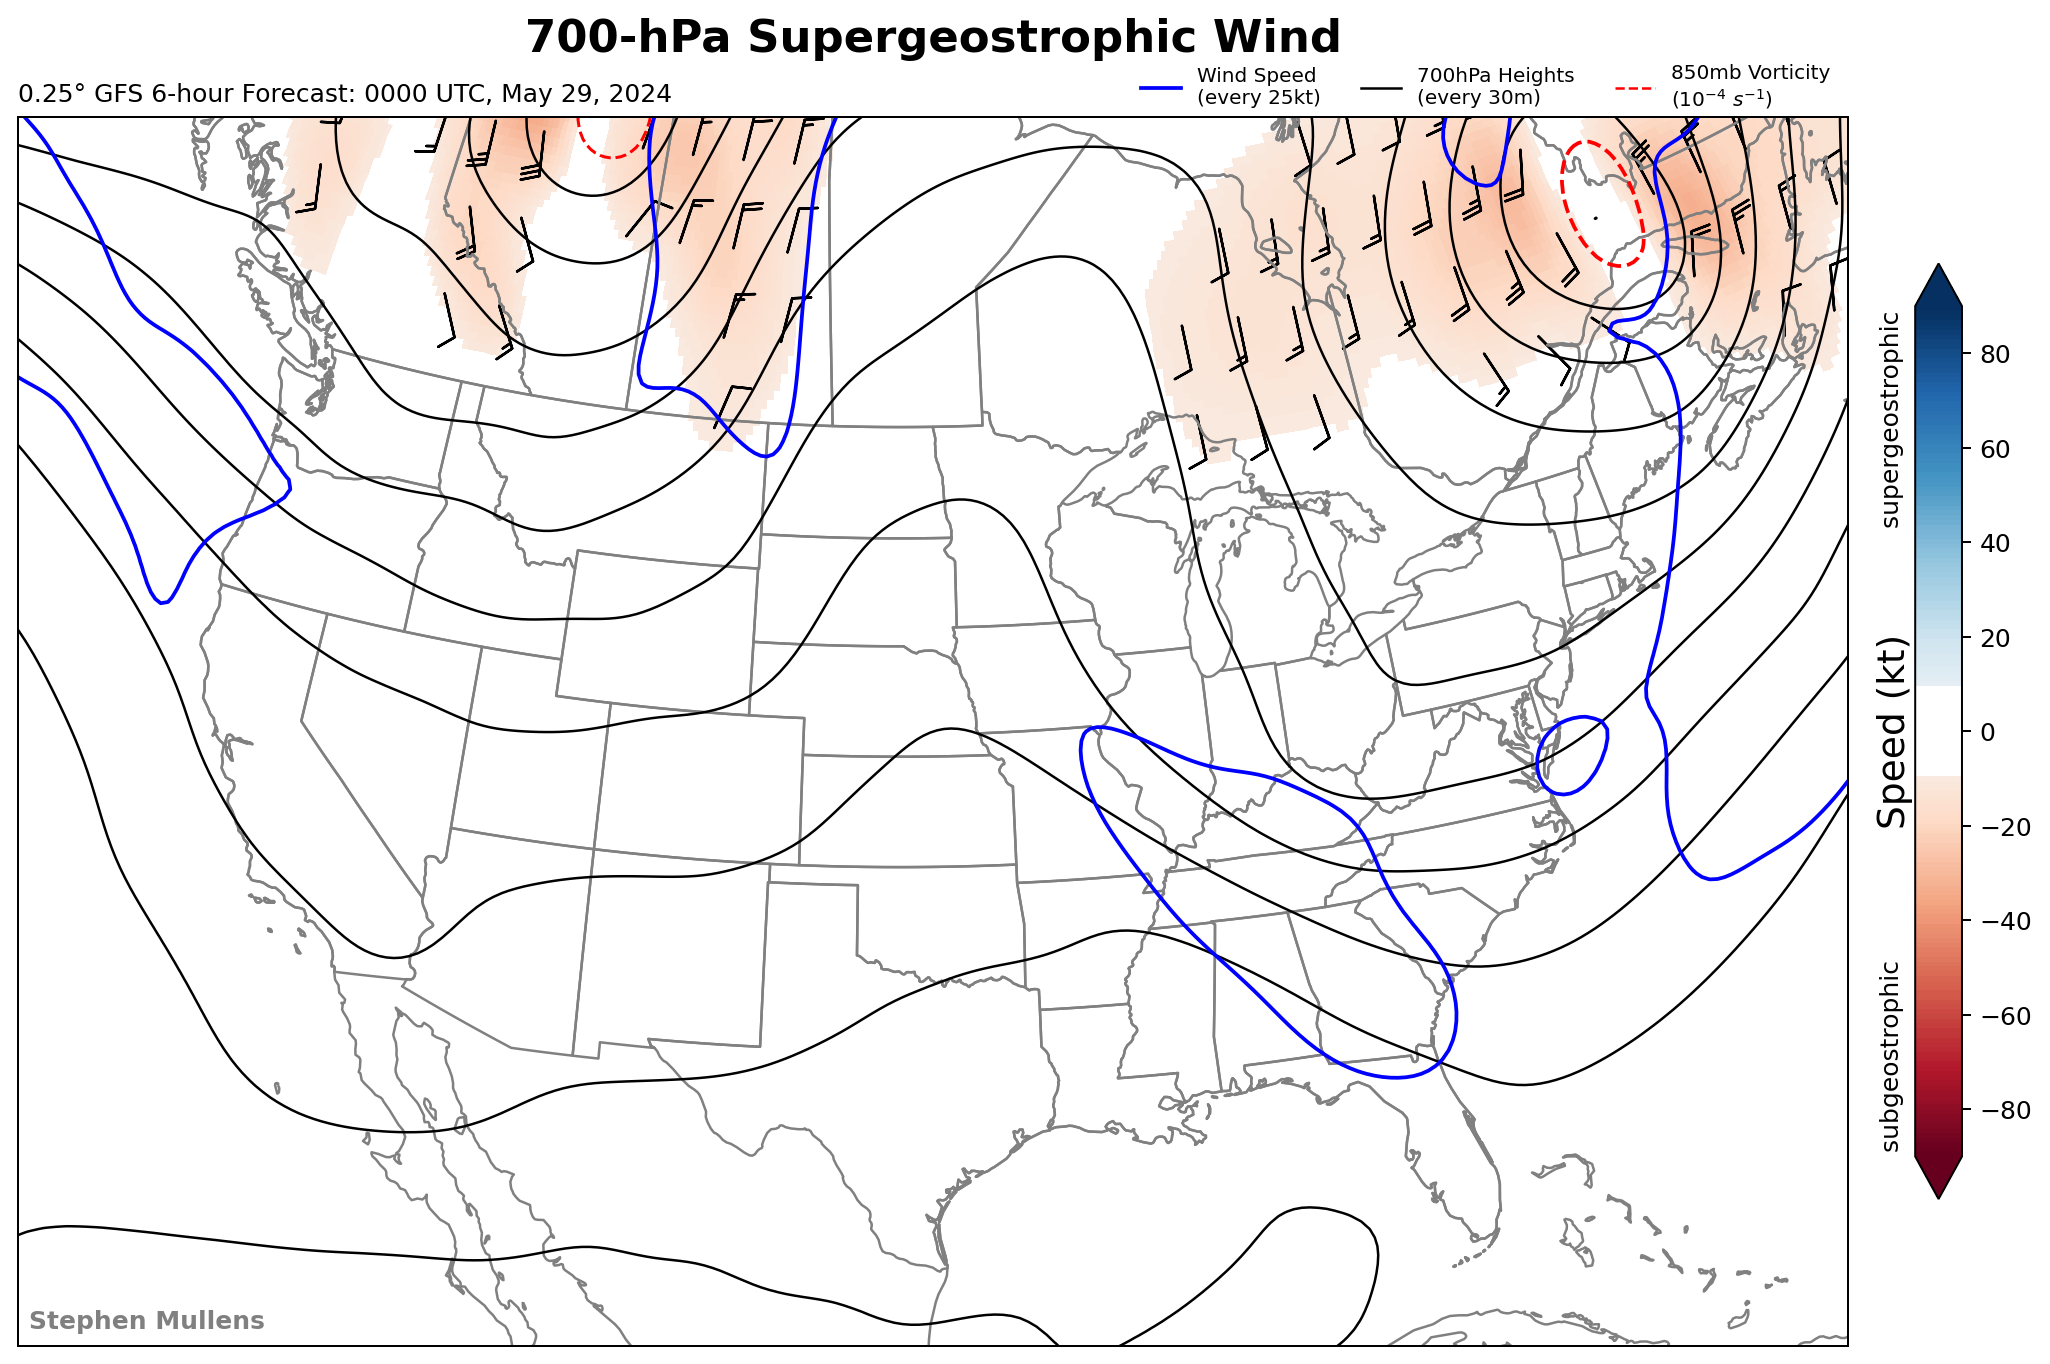 700-hPa Supergeostrophic Wind
0.25° GFS 6-hour Forecast: 0000 UTC, May 29, 2024
Wind Speed
(every 25kt)
700hPa Heights
(every 30m)
850mb Vorticity
(10⁻⁴ s⁻¹)
supergeostrophic
Speed (kt)
subgeostrophic
80
60
40
20
0
−20
−40
−60
−80
Stephen Mullens